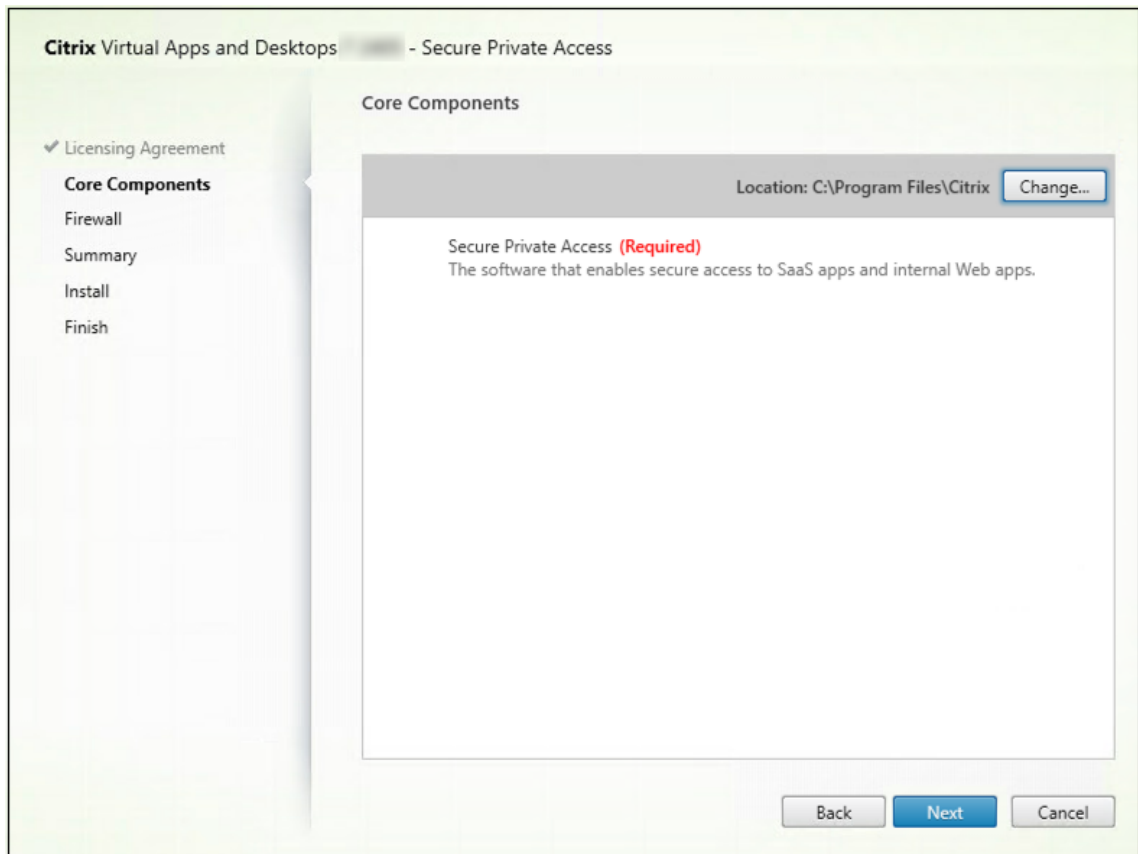 Citrix Virtual Apps and Desktops - Secure Private Access
Core Components
✔ Licensing Agreement
Core Components
Firewall
Summary
Install
Finish
Location: C:\Program Files\Citrix
Change...
Secure Private Access (Required)
The software that enables secure access to SaaS apps and internal Web apps.
Back
Next
Cancel